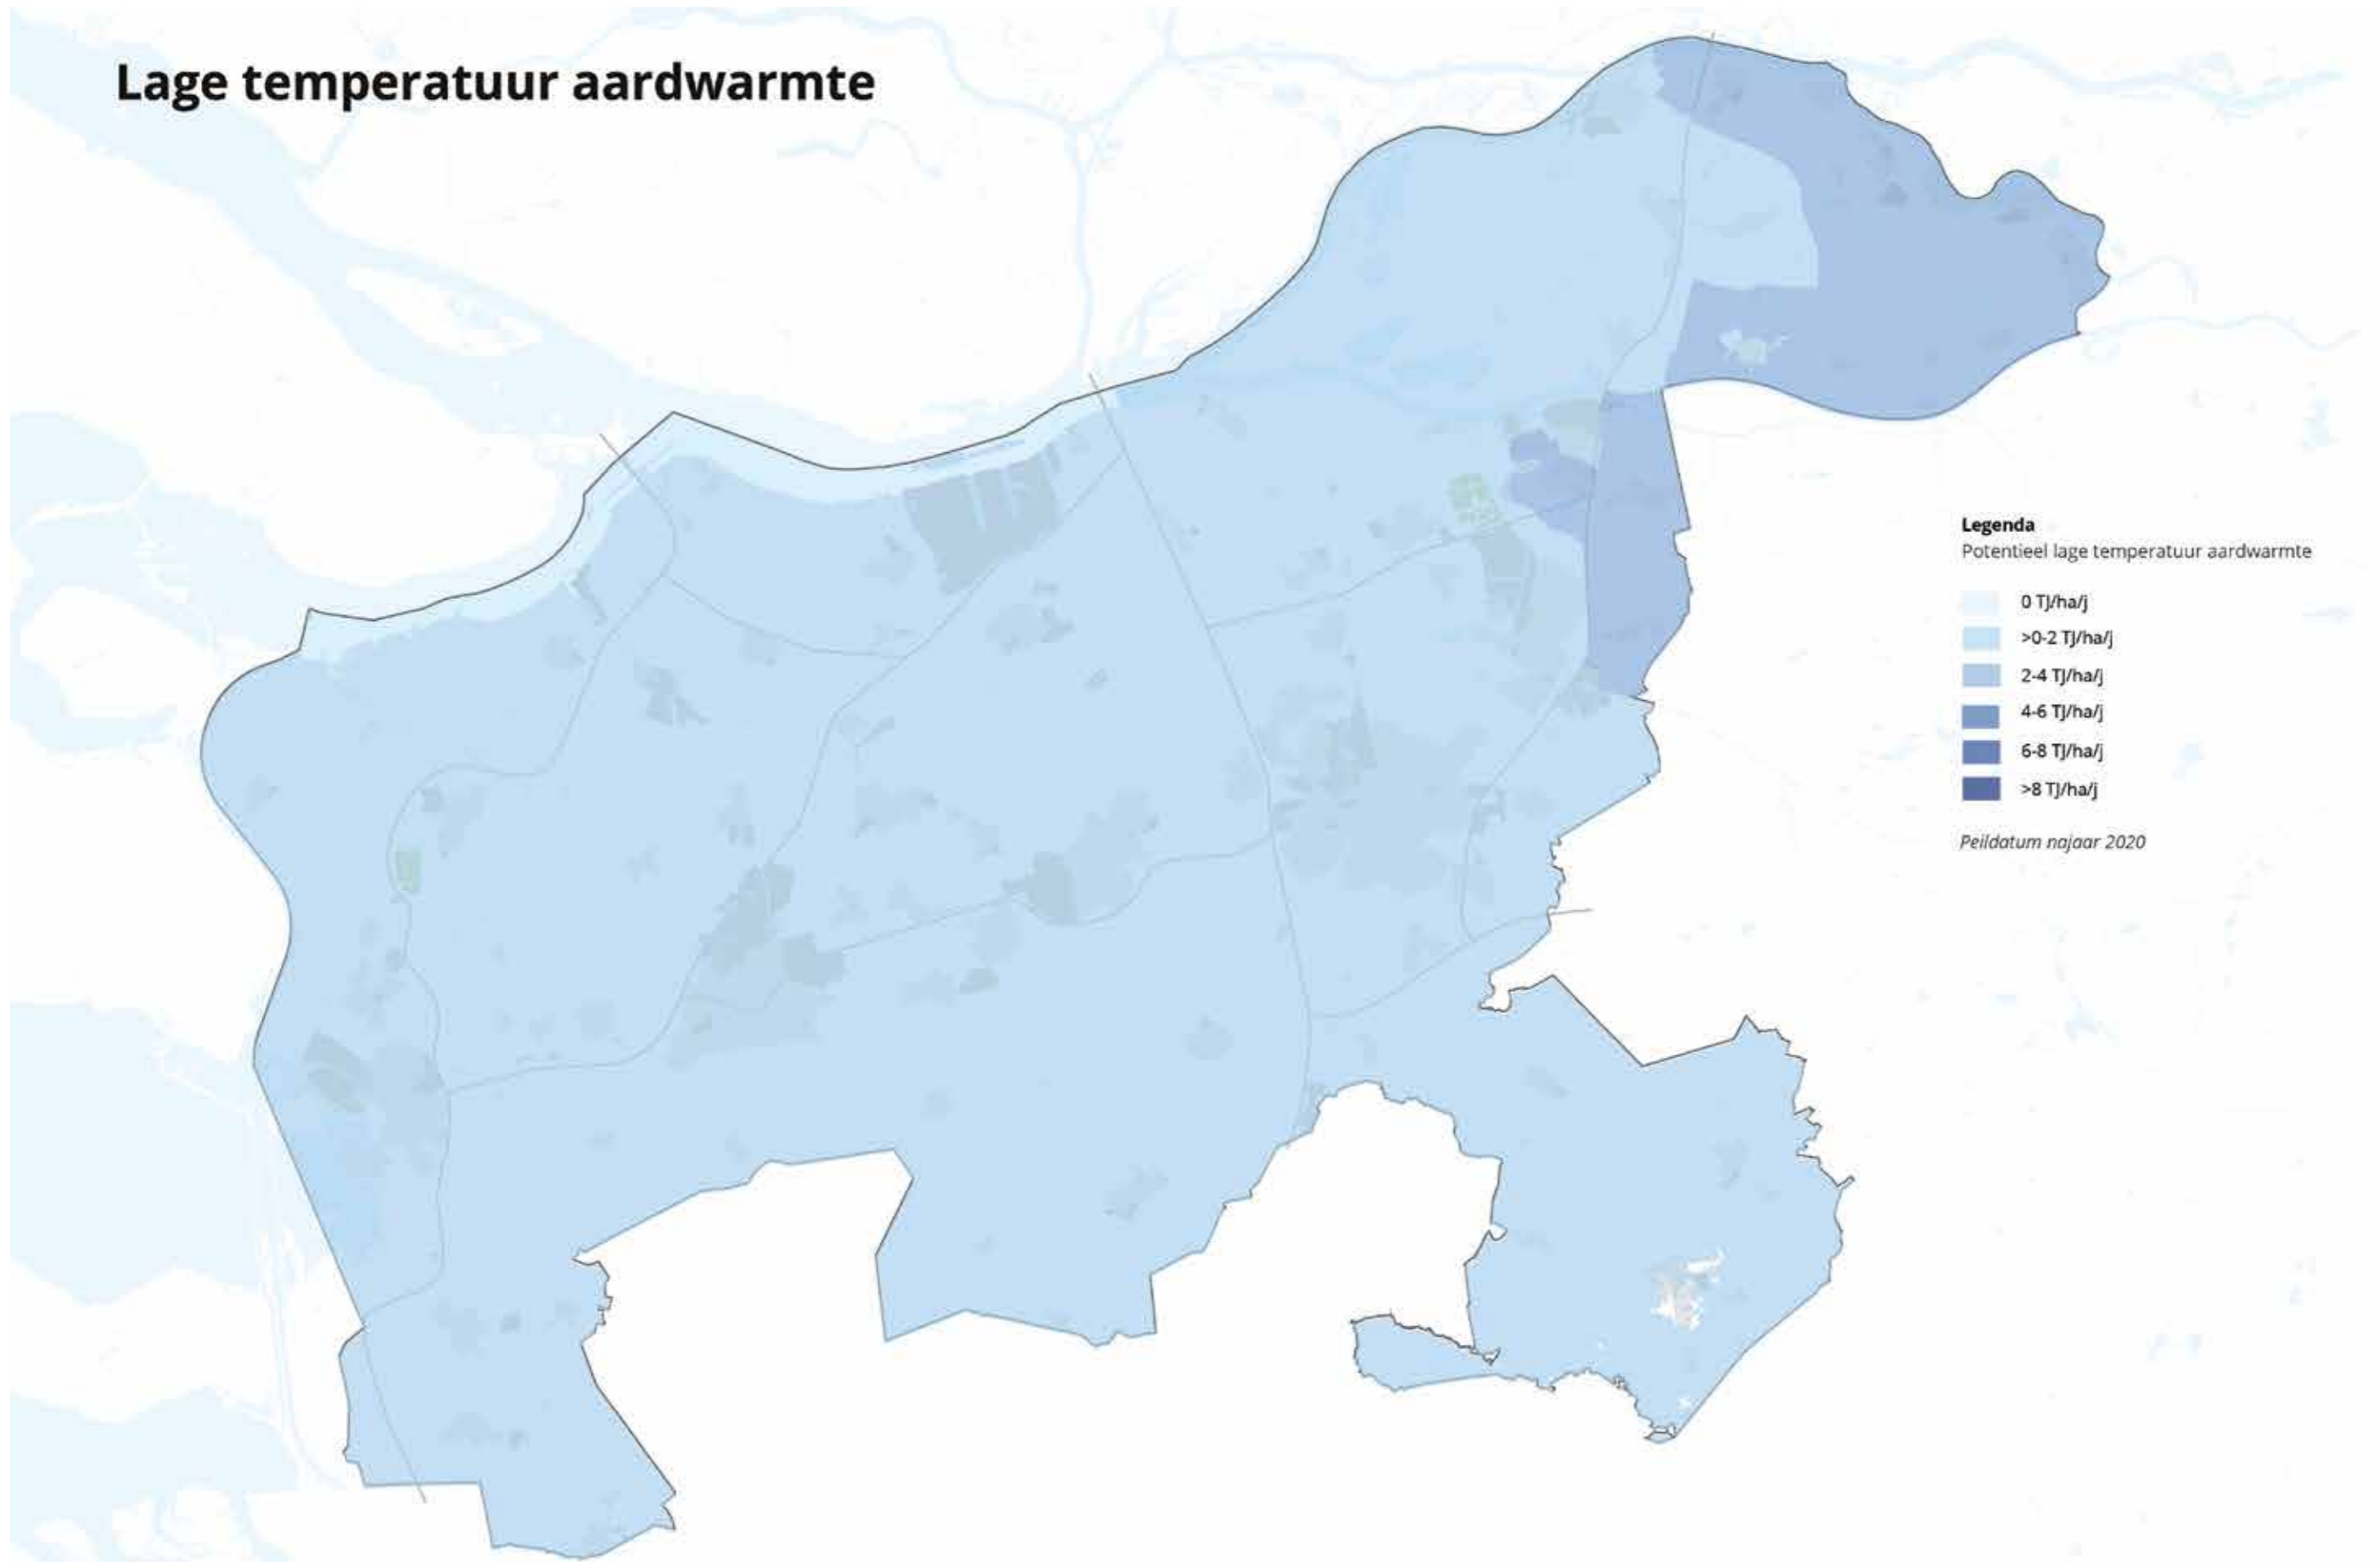 Lage temperatuur aardwarmte
Legenda
Potentieel lage temperatuur aardwarmte
0 TJ/ha/j
>0-2 TJ/ha/j
2-4 TJ/ha/j
4-6 TJ/ha/j
6-8 TJ/ha/j
>8 TJ/ha/j
Peildatum najaar 2020